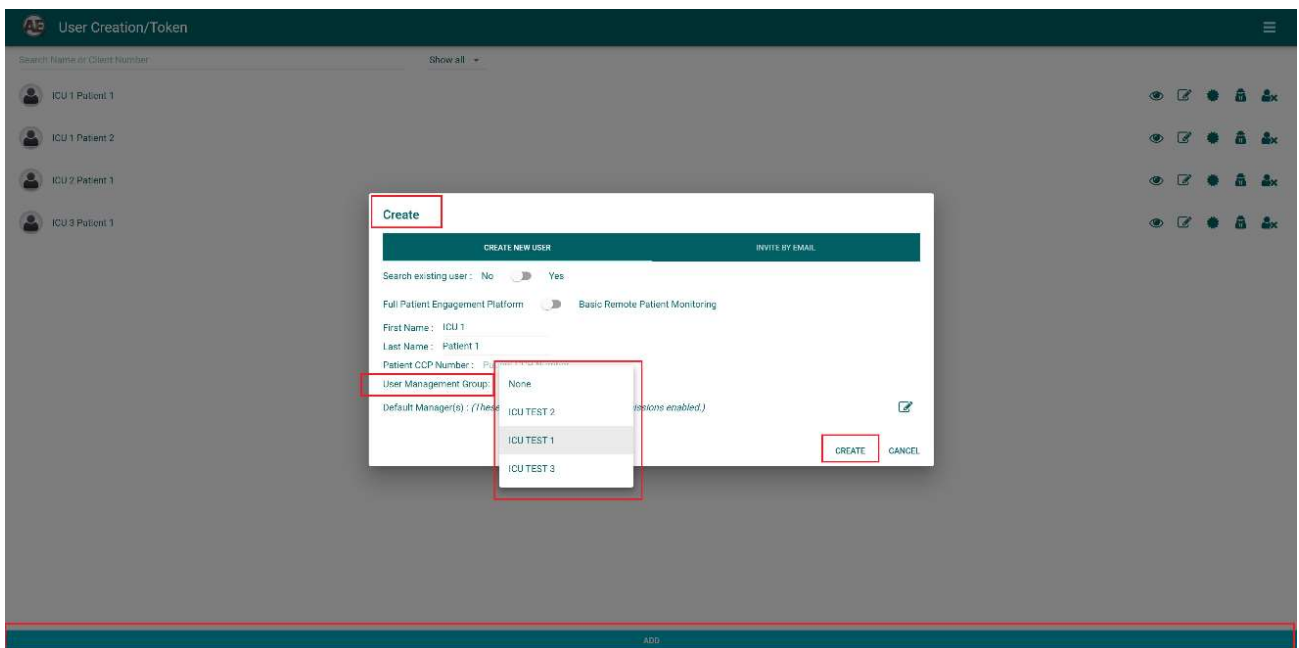 User Creation/Token
Search Name or Client Number
Show all
ICU 1 Patient 1
ICU 1 Patient 2
ICU 2 Patient 1
ICU 3 Patient 1
Create
CREATE NEW USER
INVITE BY EMAIL
Search existing user : No Yes
Full Patient Engagement Platform Basic Remote Patient Monitoring
First Name : ICU 1
Last Name : Patient 1
Patient CCP Number :
User Management Group:
None
Default Manager(s) : (These enabled.)
ICU TEST 2
ICU TEST 1
ICU TEST 3
CREATE CANCEL
ADD